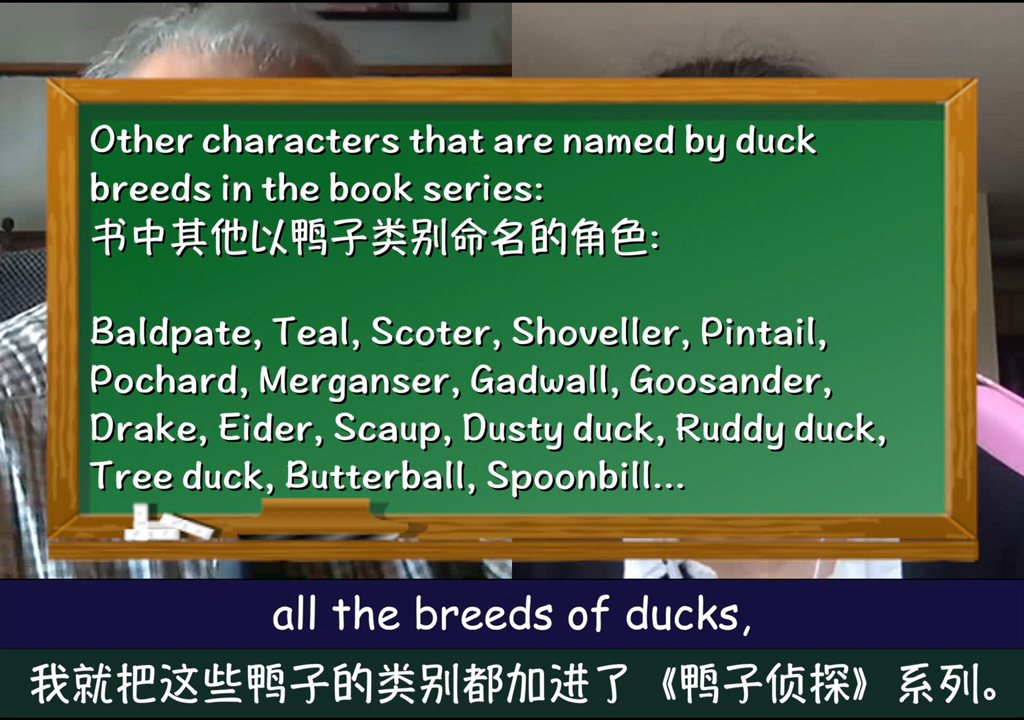 Other characters that are named by duck
breeds in the book series:
书中其他以鸭子类别命名的角色:
Baldpate, Teal, Scoter, Shoveller, Pintail,
Pochard, Merganser, Gadwall, Goosander,
Drake, Eider, Scaup, Dusty duck, Ruddy duck,
Tree duck, Butterball, Spoonbill...
all the breeds of ducks,
我就把这些鸭子的类别都加进了《鸭子侦探》系列。